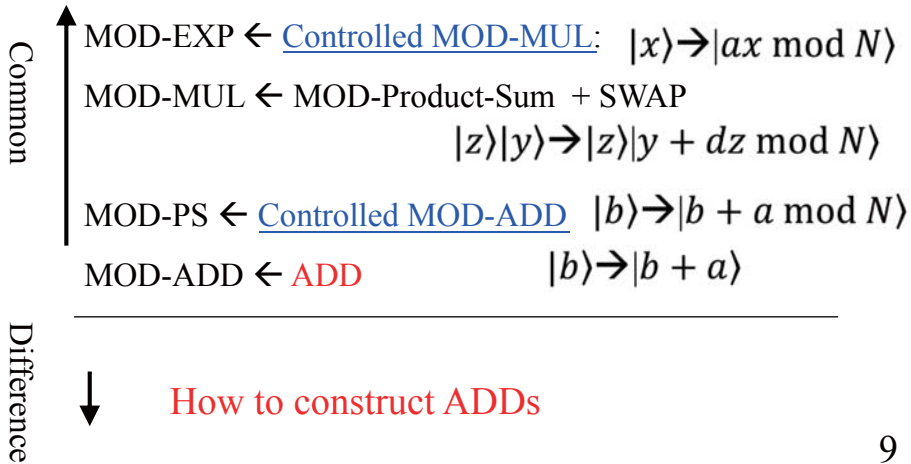 Common
MOD-EXP ← Controlled MOD-MUL: |x⟩→|ax mod N⟩
MOD-MUL ← MOD-Product-Sum + SWAP
|z⟩|y⟩→|z⟩|y + dz mod N⟩
MOD-PS ← Controlled MOD-ADD |b⟩→|b + a mod N⟩
MOD-ADD ← ADD |b⟩→|b + a⟩
Difference
How to construct ADDs
9